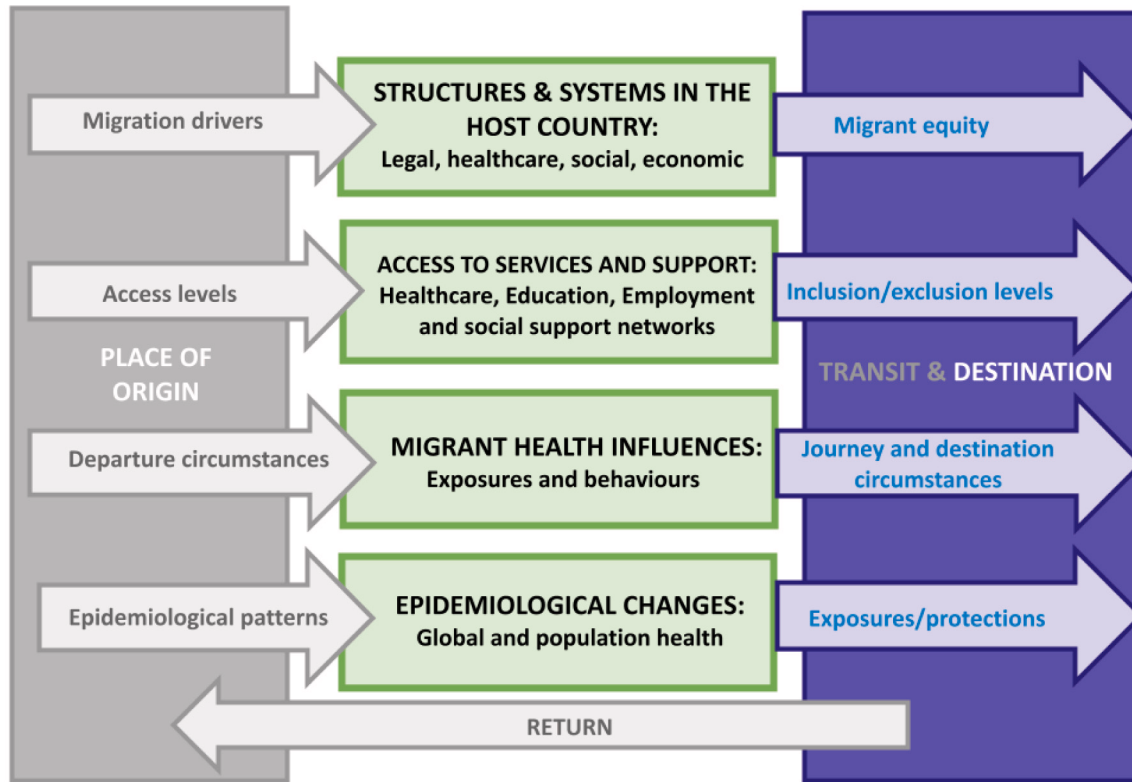 Migration drivers
STRUCTURES & SYSTEMS IN THE
HOST COUNTRY:
Legal, healthcare, social, economic
Migrant equity
Access levels
ACCESS TO SERVICES AND SUPPORT:
Healthcare, Education, Employment
and social support networks
Inclusion/exclusion levels
PLACE OF
ORIGIN
TRANSIT & DESTINATION
Departure circumstances
MIGRANT HEALTH INFLUENCES:
Exposures and behaviours
Journey and destination
circumstances
Epidemiological patterns
EPIDEMIOLOGICAL CHANGES:
Global and population health
Exposures/protections
RETURN